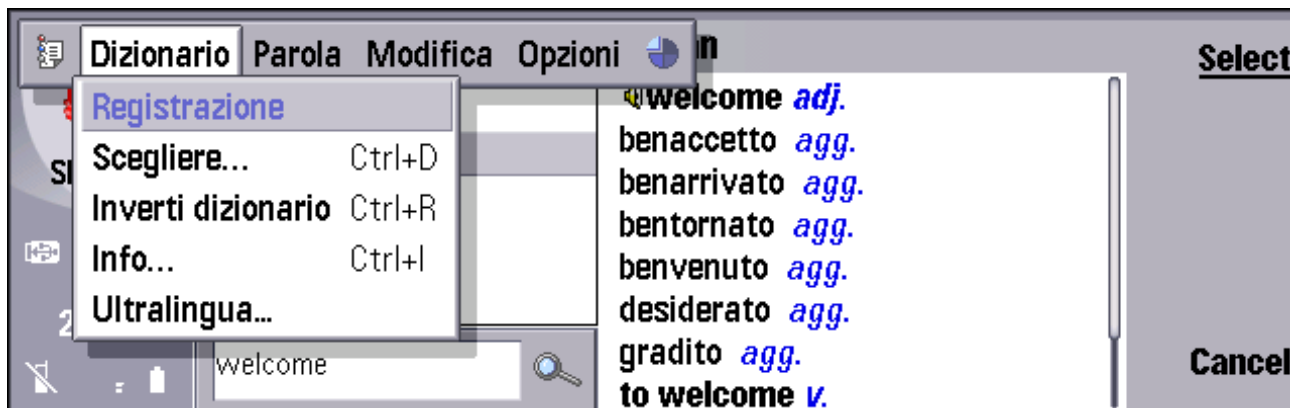 Dizionario Parola Modifica Opzioni
Select
Registrazione
Scegliere... Ctrl+D
Inverti dizionario Ctrl+R
Info... Ctrl+I
Ultralingua...
welcome
welcome adj.
benaccetto agg.
benarrivato agg.
bentornato agg.
benvenuto agg.
desiderato agg.
gradito agg.
to welcome v.
Cancel